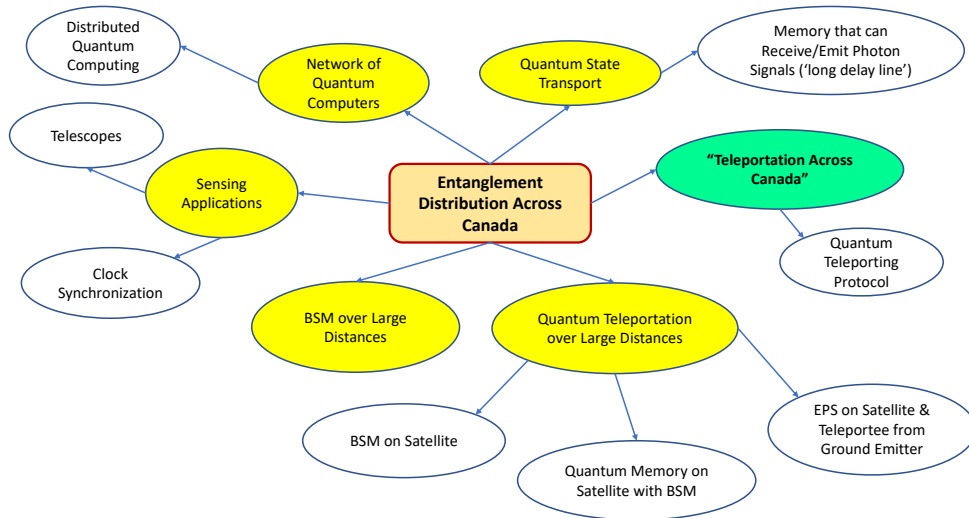 Distributed
Quantum
Computing
Network of
Quantum
Computers
Quantum State
Transport
Memory that can
Receive/Emit Photon
Signals (‘long delay line’)
Telescopes
Sensing
Applications
Entanglement
Distribution Across
Canada
“Teleportation Across
Canada”
Clock
Synchronization
Quantum
Teleporting
Protocol
BSM over Large
Distances
Quantum Teleportation
over Large Distances
BSM on Satellite
Quantum Memory on
Satellite with BSM
EPS on Satellite &
Teleportee from
Ground Emitter